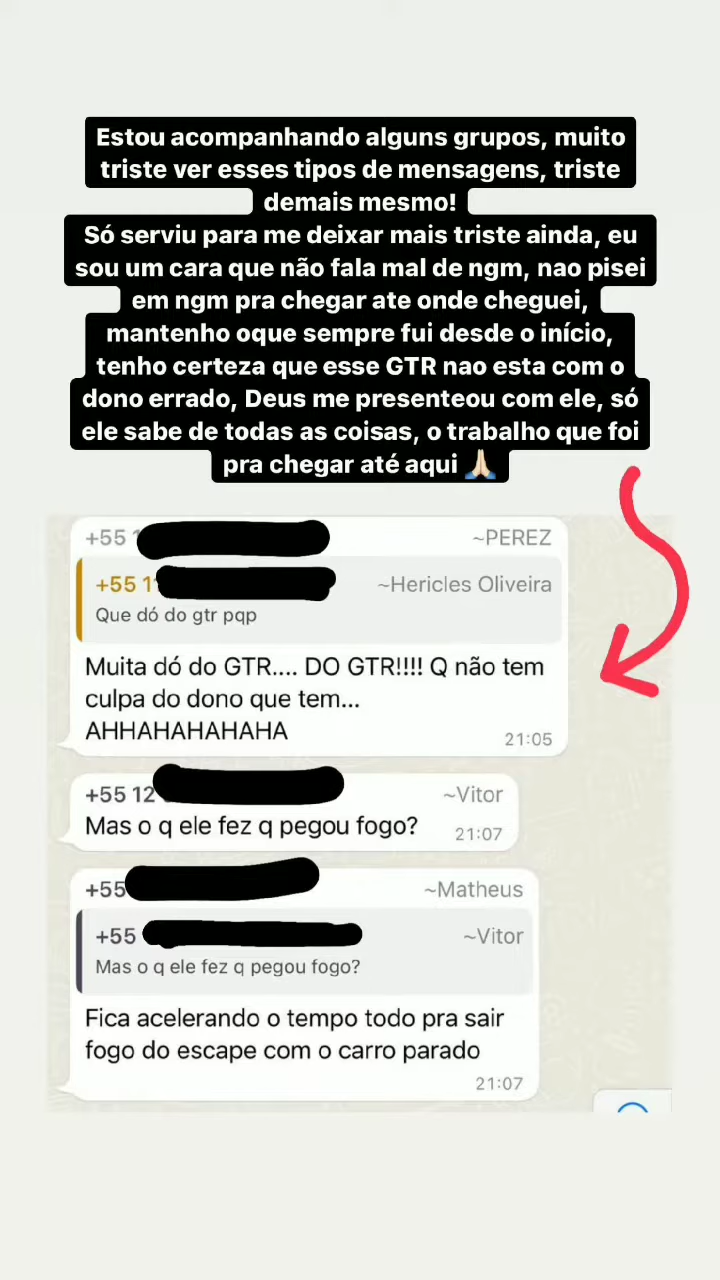 Estou acompanhando alguns grupos, muito
triste ver esses tipos de mensagens, triste
demais mesmo!
Só serviu para me deixar mais triste ainda, eu
sou um cara que não fala mal de ngm, nao pisei
em ngm pra chegar ate onde cheguei,
mantenho oque sempre fui desde o início,
tenho certeza que esse GTR nao esta com o
dono errado, Deus me presenteou com ele, só
ele sabe de todas as coisas, o trabalho que foi
pra chegar até aqui 🙏🏻
+55 ~PEREZ
+55 1 ~Hericles Oliveira
Que dó do gtr pqp
Muita dó do GTR.... DO GTR!!!! Q não tem
culpa do dono que tem...
AHHAHAHAHAHA
21:05
+55 12 ~Vitor
Mas o q ele fez q pegou fogo?
21:07
+55 ~Matheus
+55 ~Vitor
Mas o q ele fez q pegou fogo?
Fica acelerando o tempo todo pra sair
fogo do escape com o carro parado
21:07